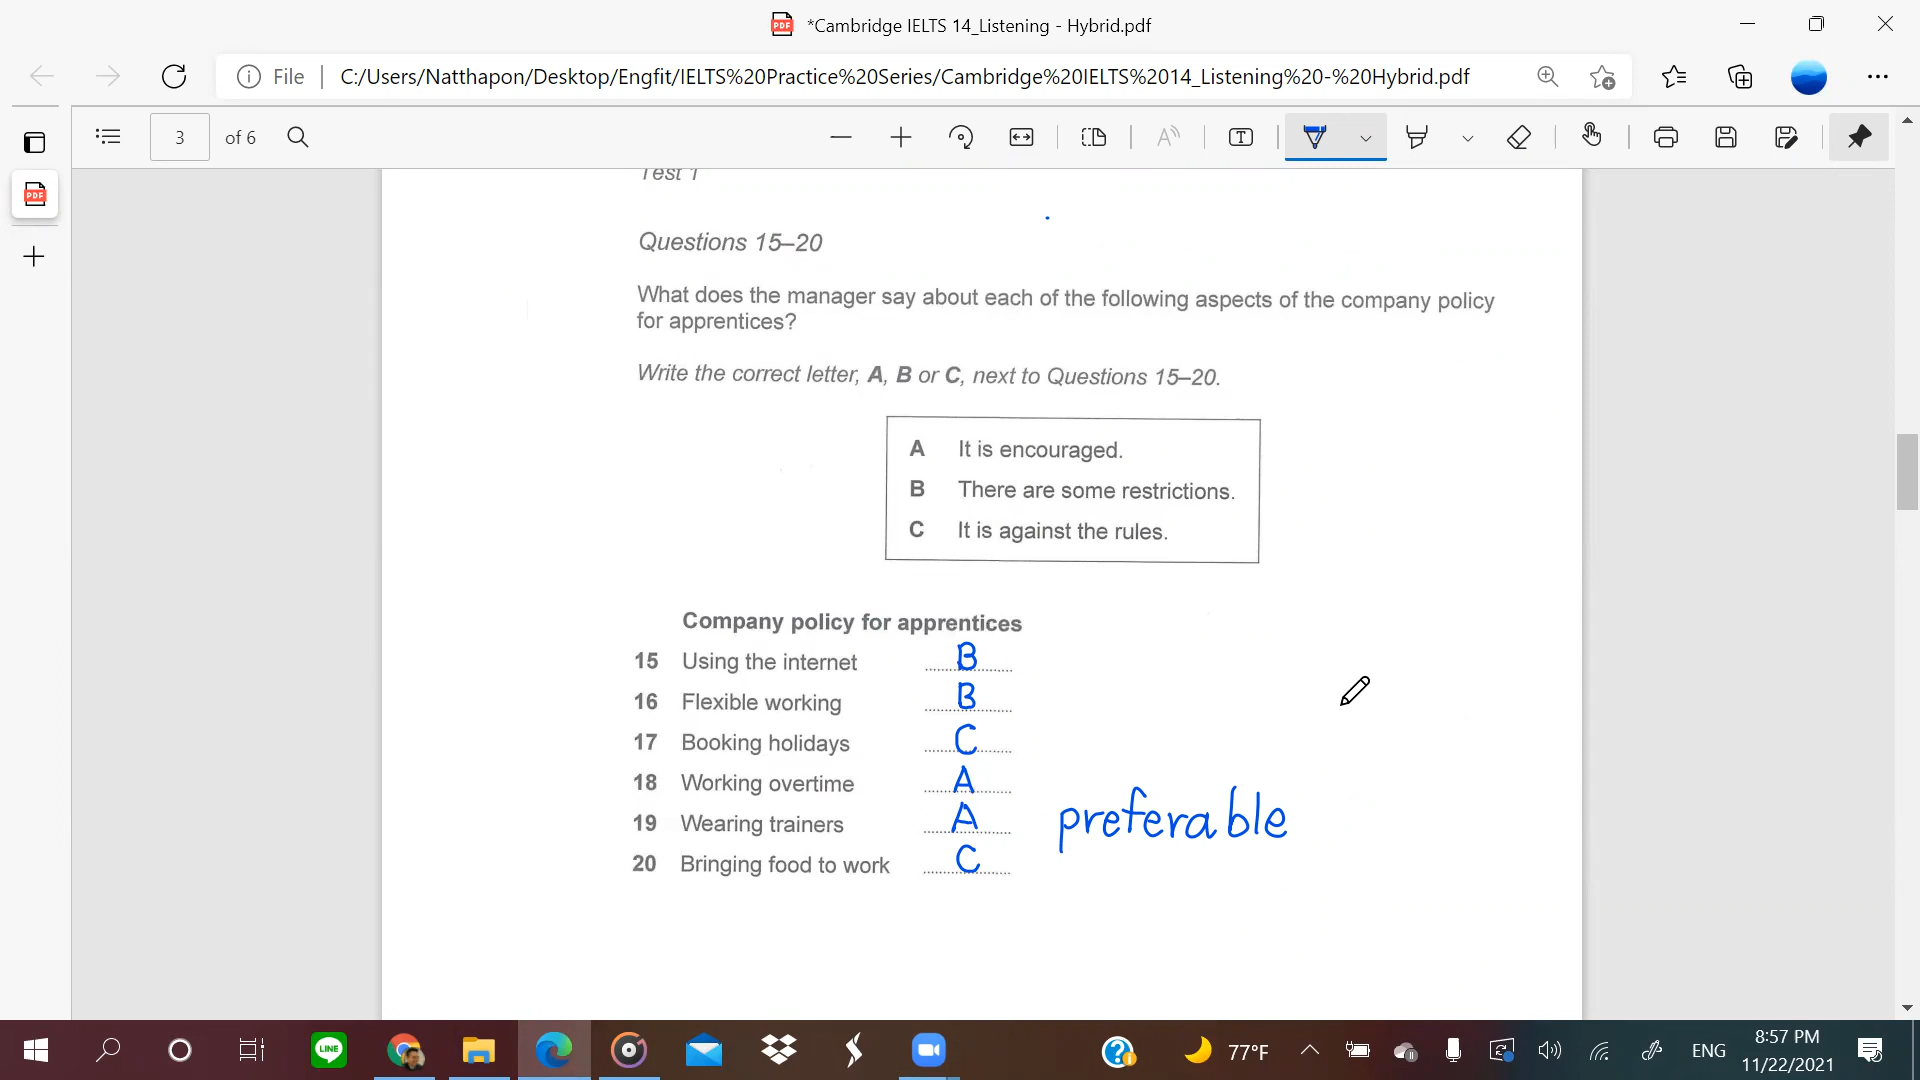 *Cambridge IELTS 14_Listening - Hybrid.pdf
File
C:/Users/Natthapon/Desktop/Engfit/IELTS%20Practice%20Series/Cambridge%20IELTS%2014_Listening%20-%20Hybrid.pdf
3 of 6
Test 1
Questions 15–20
What does the manager say about each of the following aspects of the company policy
for apprentices?
Write the correct letter, A, B or C, next to Questions 15–20.
A It is encouraged.
B There are some restrictions.
C It is against the rules.
Company policy for apprentices
15 Using the internet B
16 Flexible working B
17 Booking holidays C
18 Working overtime A
19 Wearing trainers A preferable
20 Bringing food to work C
LINE
77°F
ENG
8:57 PM
11/22/2021